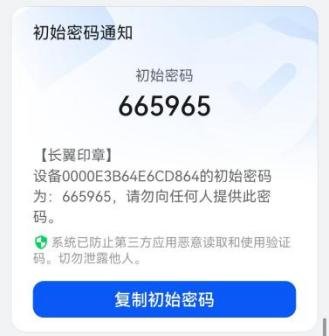 初始密码通知
初始密码
665965
【长翼印章】
设备0000E3B64E6CD864的初始密码
为：665965，请勿向任何人提供此密
码。
系统已防止第三方应用恶意读取和使用验证
码。切勿泄露他人。
复制初始密码